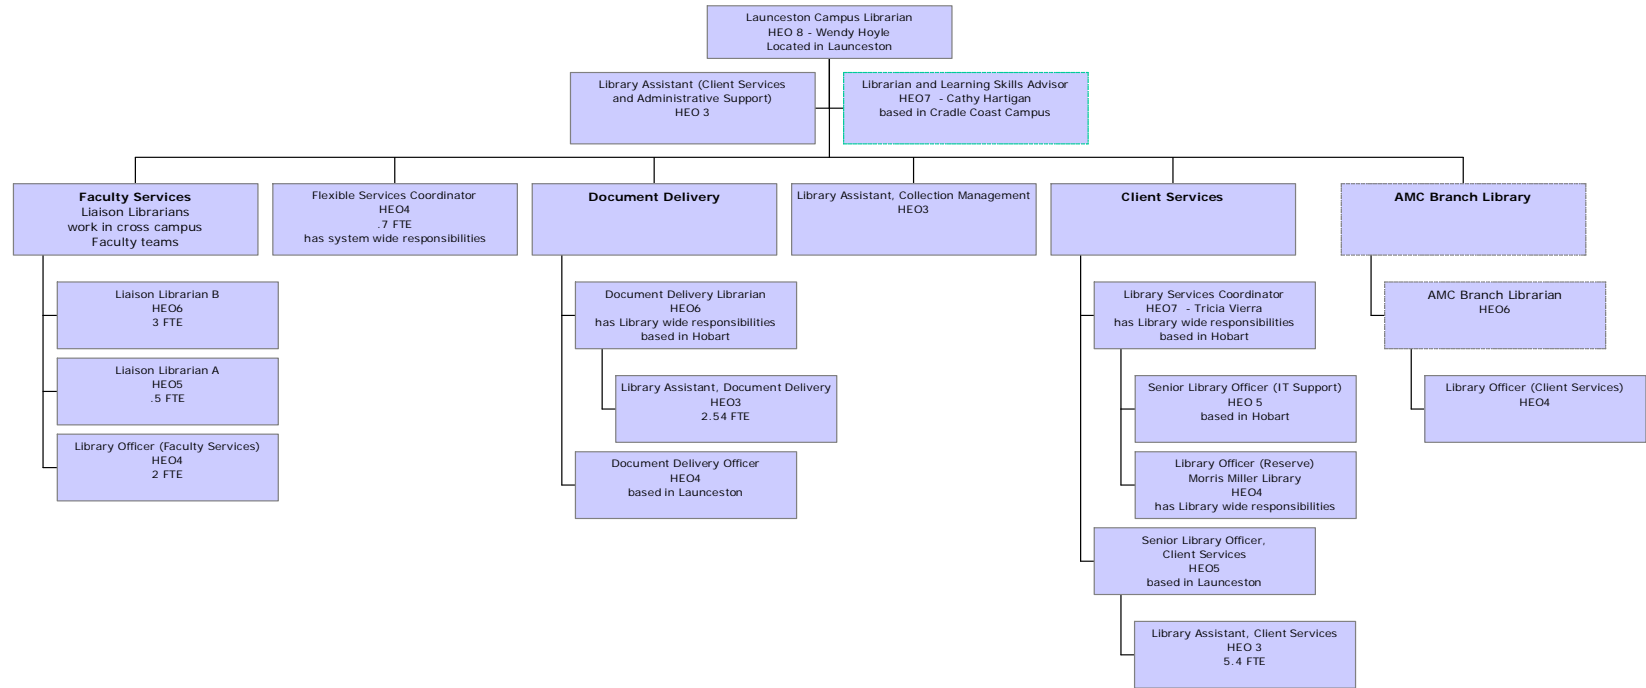 Launceston Campus Librarian
HEO 8 - Wendy Hoyle
Located in Launceston
Library Assistant (Client Services
and Administrative Support)
HEO 3
Librarian and Learning Skills Advisor
HEO7 - Cathy Hartigan
based in Cradle Coast Campus
Faculty Services
Liaison Librarians
work in cross campus
Faculty teams
Flexible Services Coordinator
HEO4
.7 FTE
has system wide responsibilities
Document Delivery
Library Assistant, Collection Management
HEO3
Client Services
AMC Branch Library
Liaison Librarian B
HEO6
3 FTE
Liaison Librarian A
HEO5
.5 FTE
Library Officer (Faculty Services)
HEO4
2 FTE
Document Delivery Librarian
HEO6
has Library wide responsibilities
based in Hobart
Library Assistant, Document Delivery
HEO3
2.54 FTE
Document Delivery Officer
HEO4
based in Launceston
Library Services Coordinator
HEO7 - Tricia Vierra
has Library wide responsibilities
based in Hobart
Senior Library Officer (IT Support)
HEO 5
based in Hobart
Library Officer (Reserve)
Morris Miller Library
HEO4
has Library wide responsibilities
Senior Library Officer,
Client Services
HEO5
based in Launceston
Library Assistant, Client Services
HEO 3
5.4 FTE
AMC Branch Librarian
HEO6
Library Officer (Client Services)
HEO4